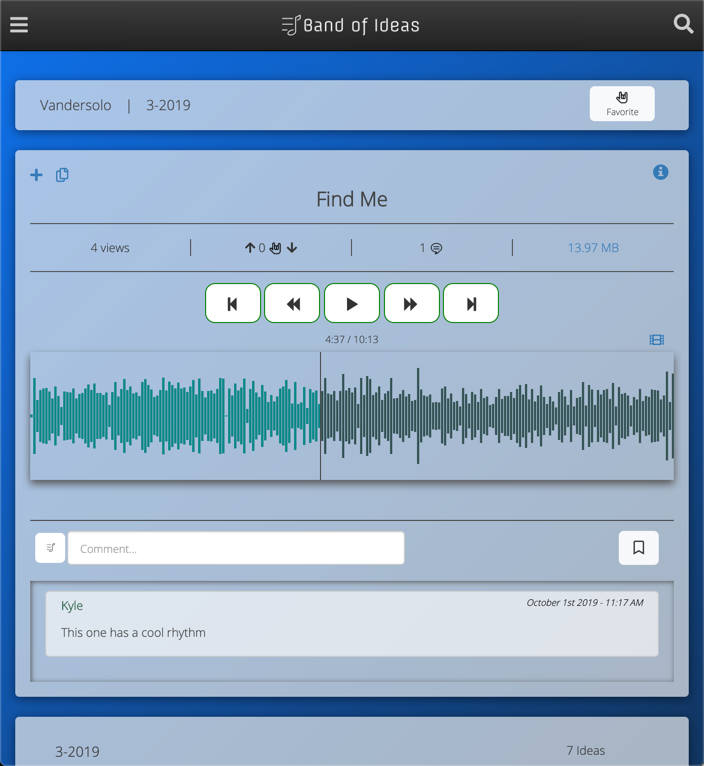 Band of Ideas
Vandersolo | 3-2019
Favorite
Find Me
4 views | 0 | 1 | 13.97 MB
4:37 / 10:13
Comment...
Kyle
October 1st 2019 - 11:17 AM
This one has a cool rhythm
3-2019
7 Ideas